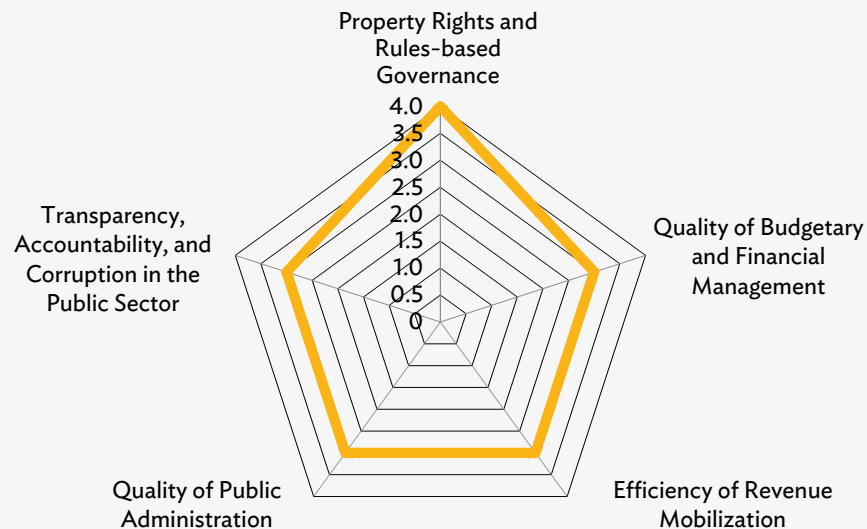 Property Rights and
Rules-based
Governance
4.0
3.5
3.0
2.5
2.0
1.5
1.0
0.5
0
Transparency,
Accountability, and
Corruption in the
Public Sector
Quality of Budgetary
and Financial
Management
Quality of Public
Administration
Efficiency of Revenue
Mobilization